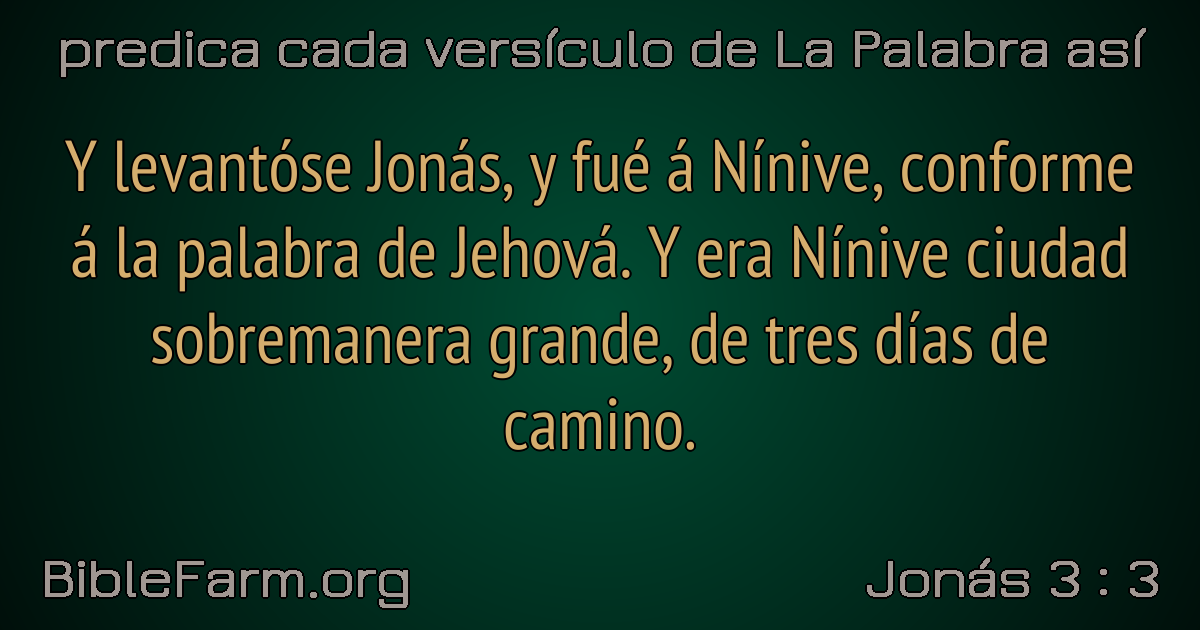 predica cada versículo de La Palabra así
Y levantóse Jonás, y fué á Nínive, conforme
á la palabra de Jehová. Y era Nínive ciudad
sobremanera grande, de tres días de
camino.
BibleFarm.org
Jonás 3 : 3